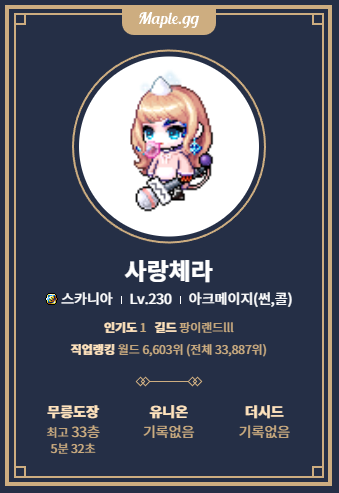 Maple.gg
사랑체라
스카니아 | Lv.230 | 아크메이지(썬,콜)
인기도 1 길드 팡이랜드lll
직업랭킹 월드 6,603위 (전체 33,887위)
무릉도장 유니온 더시드
최고 33층 기록없음 기록없음
5분 32초